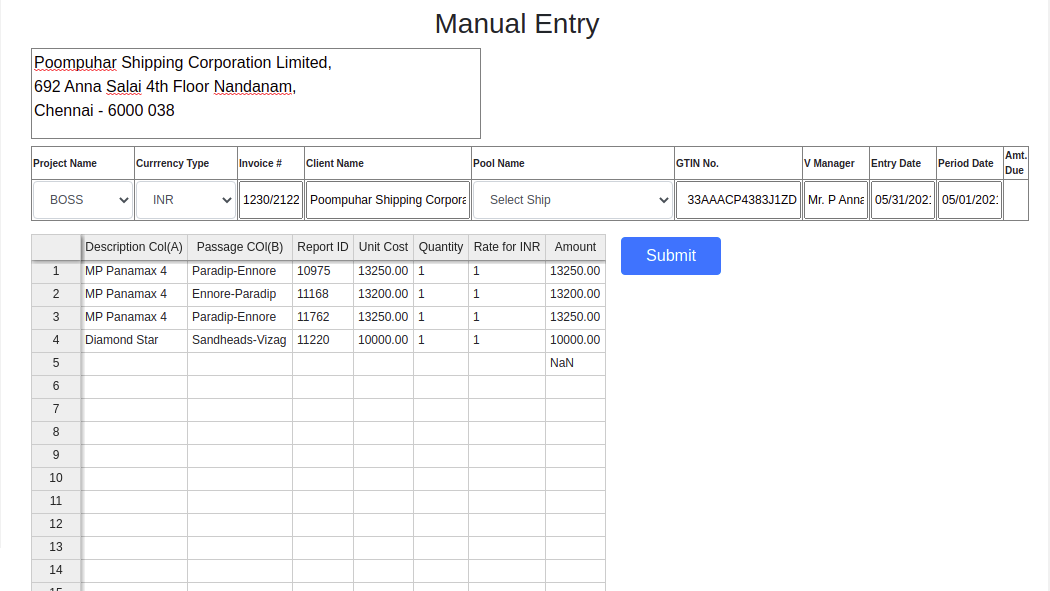 Manual Entry
Poompuhar Shipping Corporation Limited,
692 Anna Salai 4th Floor Nandanam,
Chennai - 6000 038
Project Name Currrency Type Invoice # Client Name Pool Name GTIN No. V Manager Entry Date Period Date Amt. Due
BOSS INR 1230/2122 Poompuhar Shipping Corpora Select Ship 33AAACP4383J1ZD Mr. P Anna 05/31/2021 05/01/2021
Description Col(A) Passage COl(B) Report ID Unit Cost Quantity Rate for INR Amount
Submit
1 MP Panamax 4 Paradip-Ennore 10975 13250.00 1 1 13250.00
2 MP Panamax 4 Ennore-Paradip 11168 13200.00 1 1 13200.00
3 MP Panamax 4 Paradip-Ennore 11762 13250.00 1 1 13250.00
4 Diamond Star Sandheads-Vizag 11220 10000.00 1 1 10000.00
5 NaN
6
7
8
9
10
11
12
13
14
15